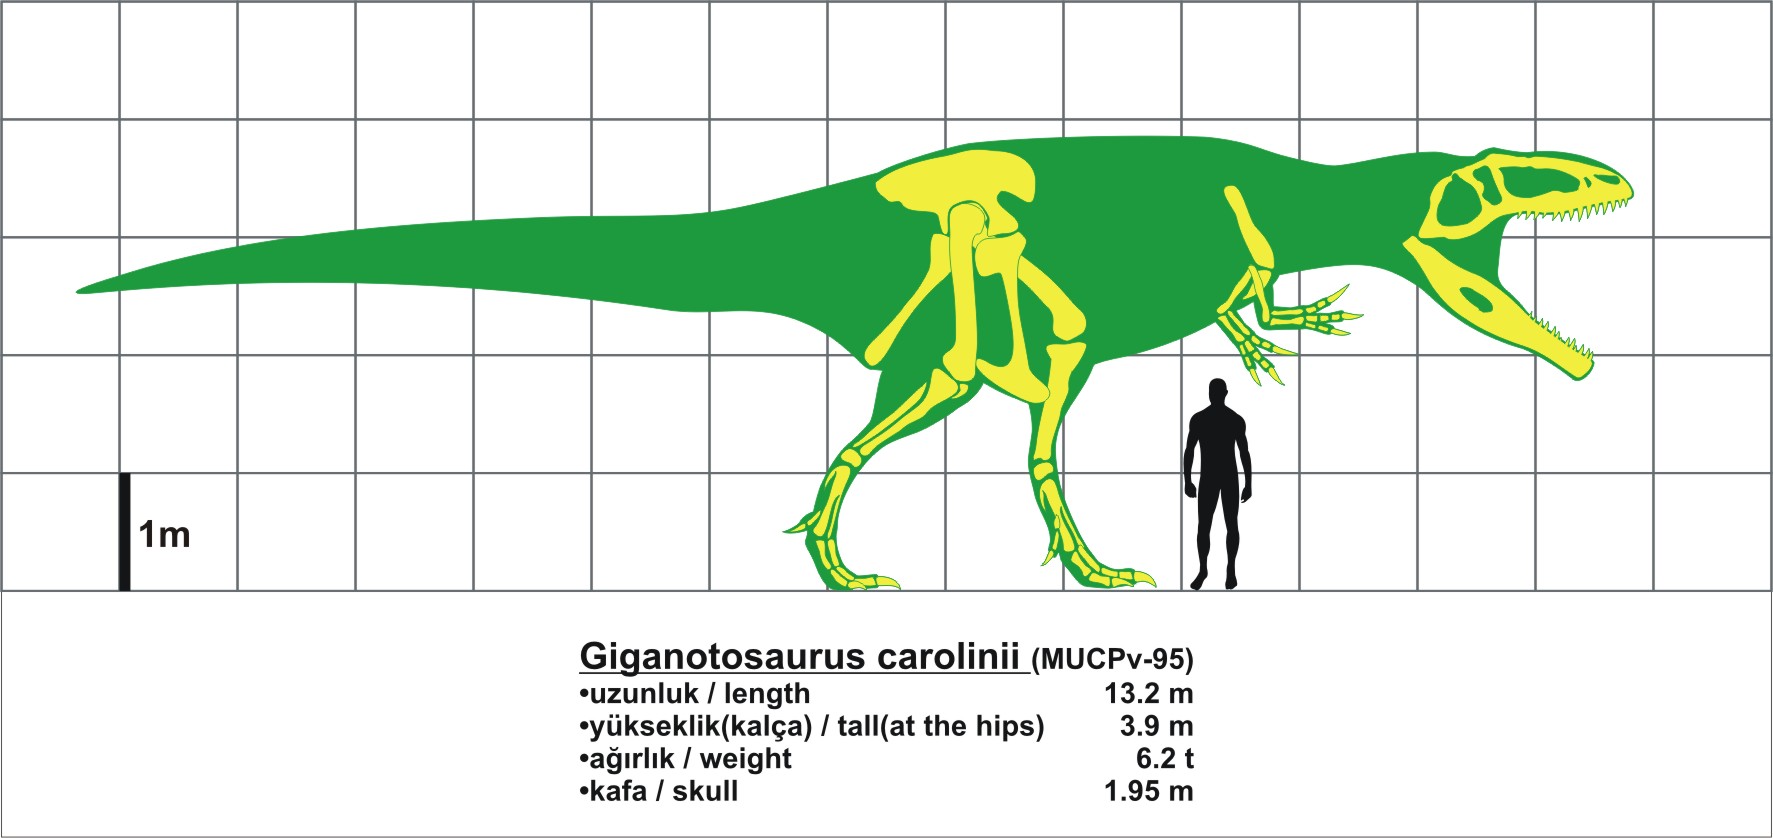 1m
Giganotosaurus carolinii (MUCPv-95)
•uzunluk / length 13.2 m
•yükseklik(kalça) / tall(at the hips) 3.9 m
•ağırlık / weight 6.2 t
•kafa / skull 1.95 m